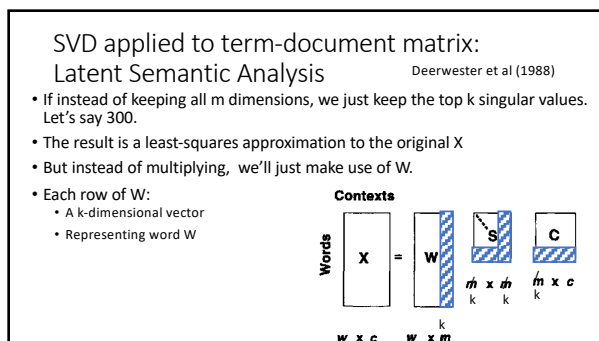 SVD applied to term-document matrix:
Latent Semantic Analysis
Deerwester et al (1988)
• If instead of keeping all m dimensions, we just keep the top k singular values.
Let's say 300.
• The result is a least-squares approximation to the original X
• But instead of multiplying, we'll just make use of W.
• Each row of W:
• A k-dimensional vector
• Representing word W
Contexts
Words
X
=
W
S
C
m x m
m x c
k
k
k
k
w x c
w x m